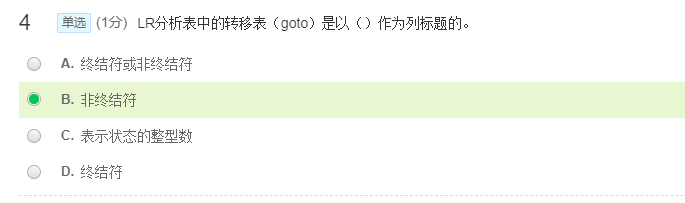 4 单选 (1分) LR分析表中的转移表（goto）是以（）作为列标题的。
A. 终结符或非终结符
B. 非终结符
C. 表示状态的整型数
D. 终结符